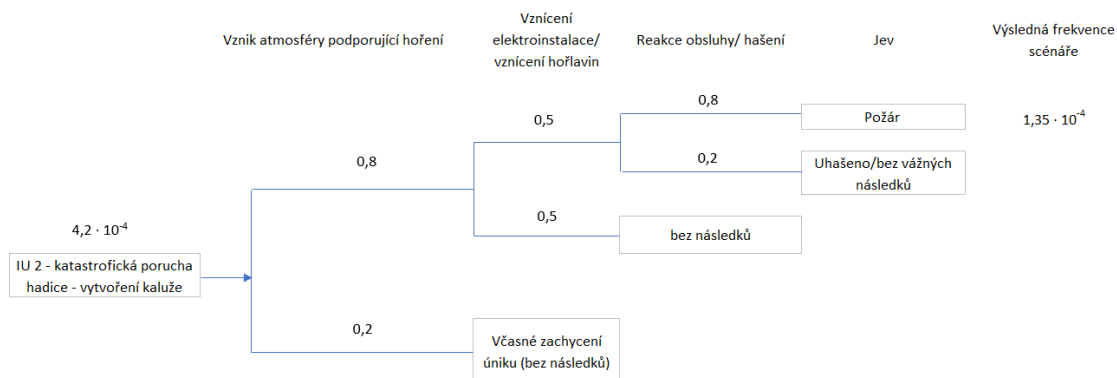 Vznik atmosféry podporující hoření
Vznícení
elektroinstalace/
vznícení hořlavin
Reakce obsluhy/ hašení
Jev
Výsledná frekvence
scénáře
0,8
0,5
0,8
Požár
1,35 · 10⁻⁴
0,2
Uhašeno/bez vážných
následků
0,5
bez následků
4,2 · 10⁻⁴
IU 2 - katastrofická porucha
hadice - vytvoření kaluže
0,2
Včasné zachycení
úniku (bez následků)